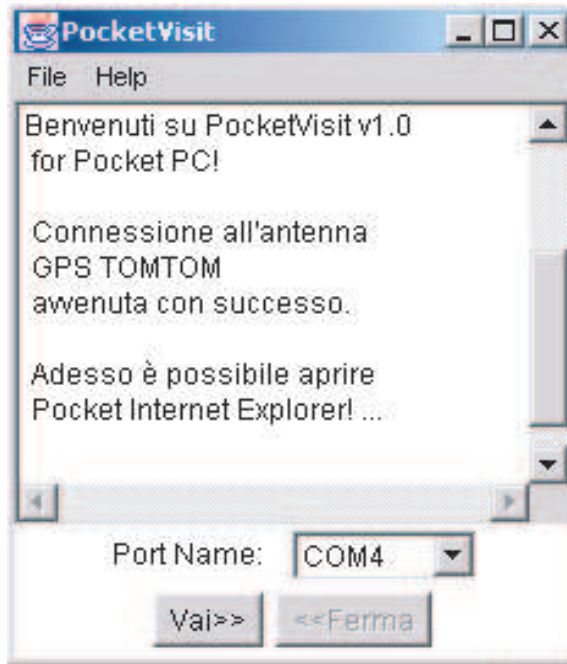 PocketVisit
File Help
Benvenuti su PocketVisit v1.0
for Pocket PC!
Connessione all'antenna
GPS TOMTOM
avvenuta con successo.
Adesso è possibile aprire
Pocket Internet Explorer! ...
Port Name: COM4
Vai>> <<Ferma